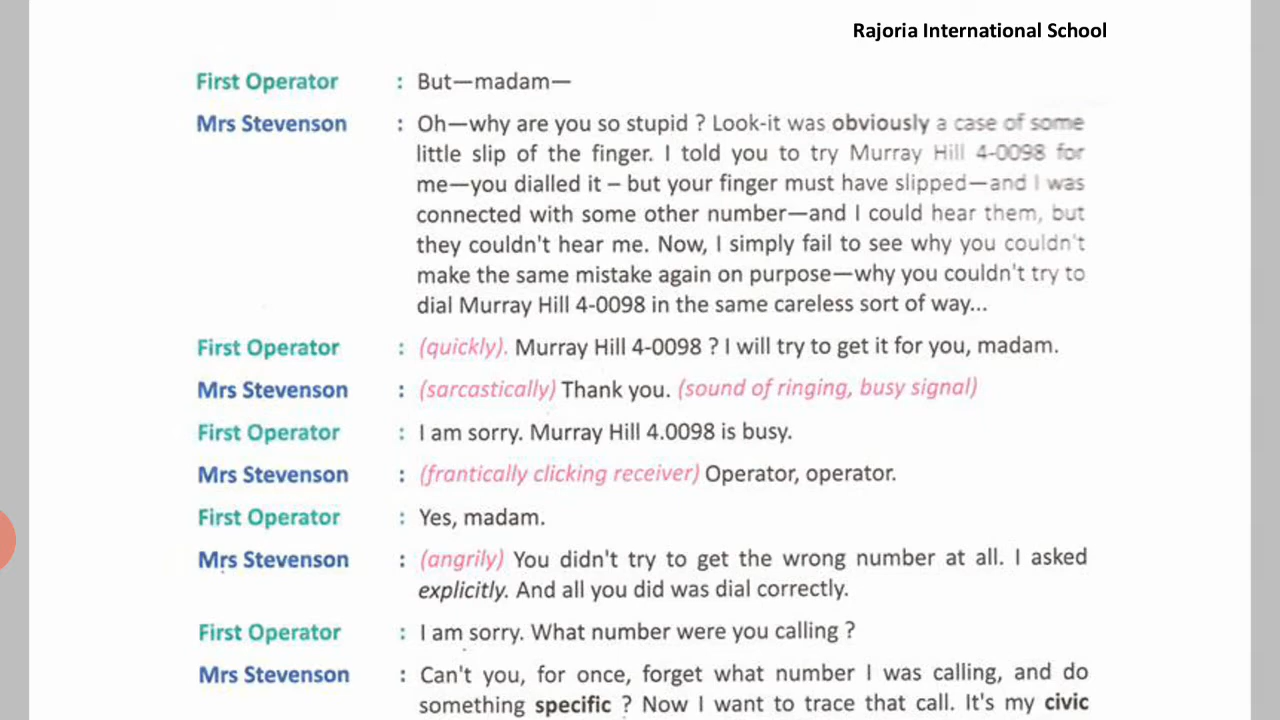 Rajoria International School
First Operator : But—madam—
Mrs Stevenson : Oh—why are you so stupid ? Look-it was obviously a case of some
little slip of the finger. I told you to try Murray Hill 4-0098 for
me—you dialled it – but your finger must have slipped—and I was
connected with some other number—and I could hear them, but
they couldn't hear me. Now, I simply fail to see why you couldn't
make the same mistake again on purpose—why you couldn't try to
dial Murray Hill 4-0098 in the same careless sort of way...
First Operator : (quickly). Murray Hill 4-0098 ? I will try to get it for you, madam.
Mrs Stevenson : (sarcastically) Thank you. (sound of ringing, busy signal)
First Operator : I am sorry. Murray Hill 4.0098 is busy.
Mrs Stevenson : (frantically clicking receiver) Operator, operator.
First Operator : Yes, madam.
Mrs Stevenson : (angrily) You didn't try to get the wrong number at all. I asked
explicitly. And all you did was dial correctly.
First Operator : I am sorry. What number were you calling ?
Mrs Stevenson : Can't you, for once, forget what number I was calling, and do
something specific ? Now I want to trace that call. It's my civic